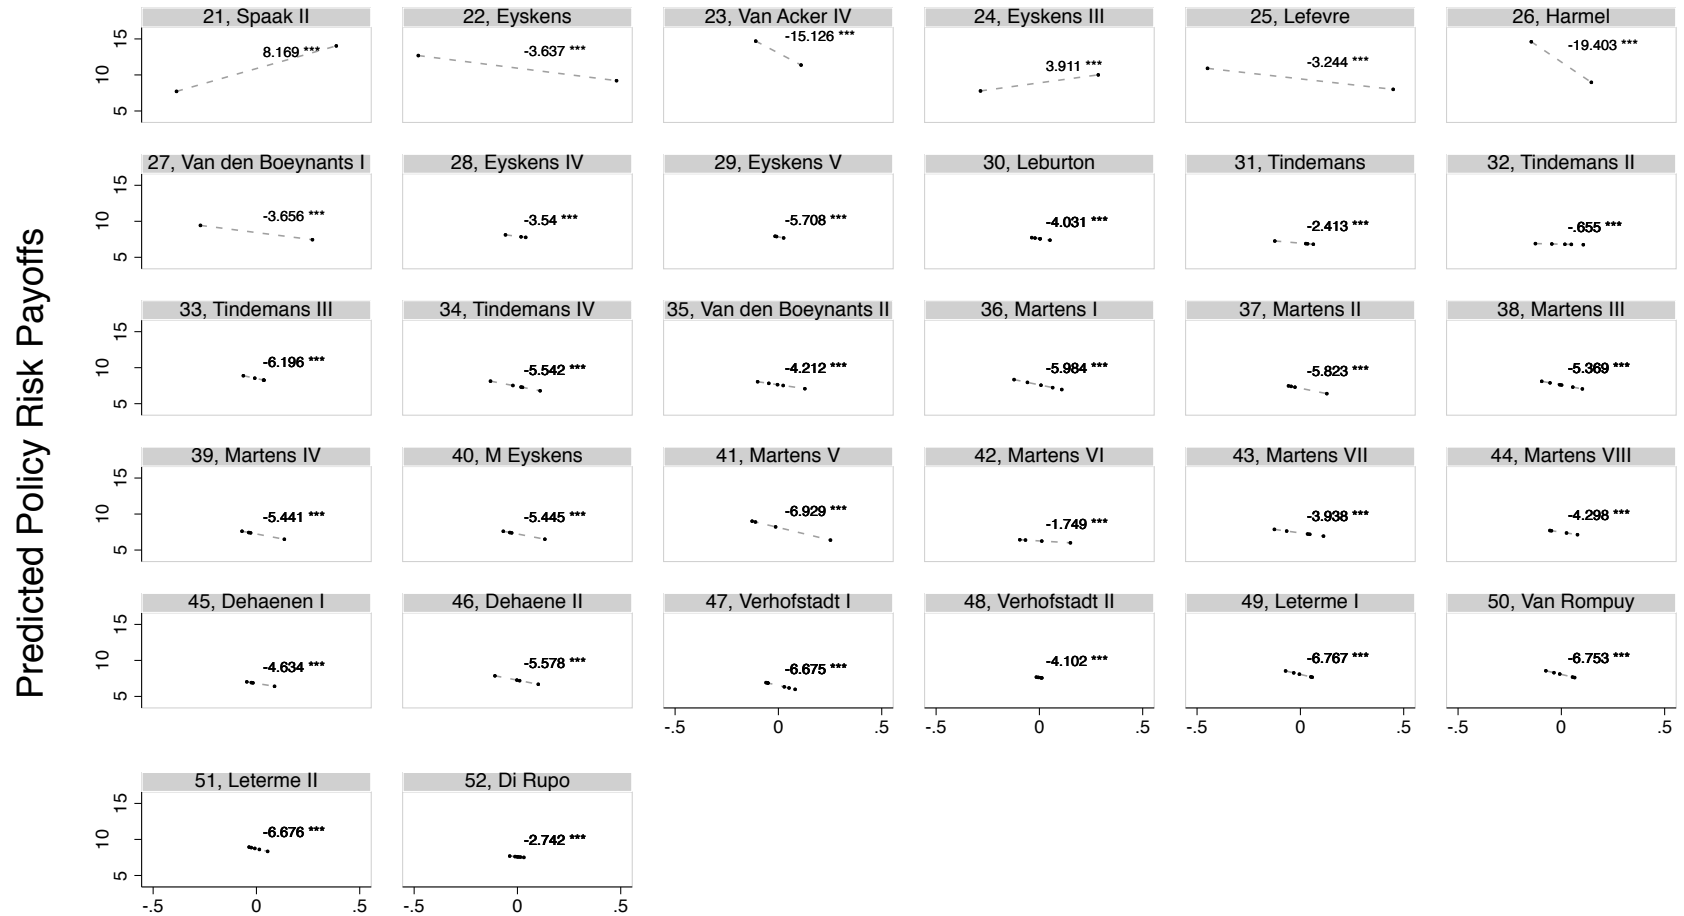 Predicted Policy Risk Payoffs
21, Spaak II
22, Eyskens
23, Van Acker IV
24, Eyskens III
25, Lefevre
26, Harmel
15
10
5
8.169 ***
-3.637 ***
-15.126 ***
3.911 ***
-3.244 ***
-19.403 ***
27, Van den Boeynants I
28, Eyskens IV
29, Eyskens V
30, Leburton
31, Tindemans
32, Tindemans II
15
10
5
-3.656 ***
-3.54 ***
-5.708 ***
-4.031 ***
-2.413 ***
-.655 ***
33, Tindemans III
34, Tindemans IV
35, Van den Boeynants II
36, Martens I
37, Martens II
38, Martens III
15
10
5
-6.196 ***
-5.542 ***
-4.212 ***
-5.984 ***
-5.823 ***
-5.369 ***
39, Martens IV
40, M Eyskens
41, Martens V
42, Martens VI
43, Martens VII
44, Martens VIII
15
10
5
-5.441 ***
-5.445 ***
-6.929 ***
-1.749 ***
-3.938 ***
-4.298 ***
45, Dehaenen I
46, Dehaene II
47, Verhofstadt I
48, Verhofstadt II
49, Leterme I
50, Van Rompuy
15
10
5
-4.634 ***
-5.578 ***
-6.675 ***
-4.102 ***
-6.767 ***
-6.753 ***
-.5 0 .5
-.5 0 .5
-.5 0 .5
-.5 0 .5
51, Leterme II
52, Di Rupo
15
10
5
-6.676 ***
-2.742 ***
-.5 0 .5
-.5 0 .5